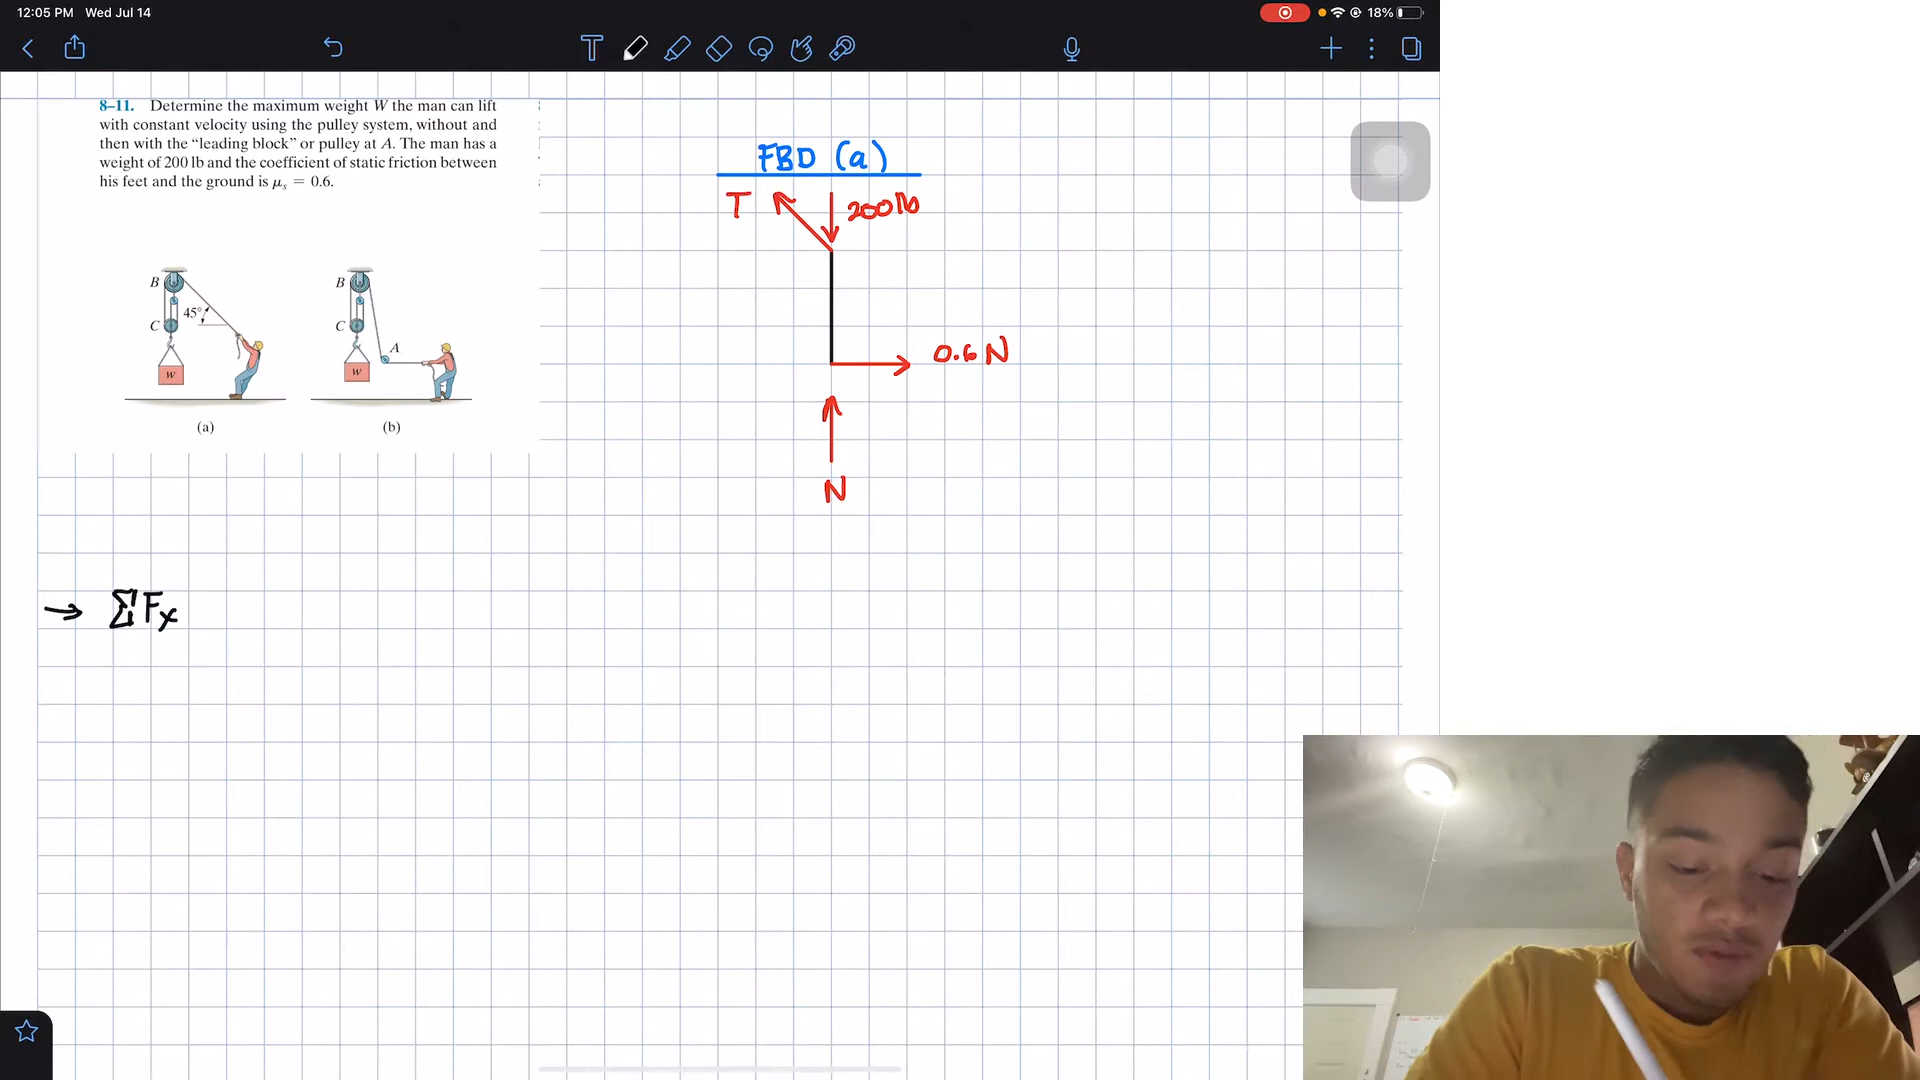 12:05 PM Wed Jul 14
18%
8–11. Determine the maximum weight W the man can lift
with constant velocity using the pulley system, without and
then with the “leading block” or pulley at A. The man has a
weight of 200 lb and the coefficient of static friction between
his feet and the ground is μs = 0.6.
B
45°
C
W
(a)
B
C
A
W
(b)
FBD (a)
T
200lb
0.6 N
N
→ ΣFx